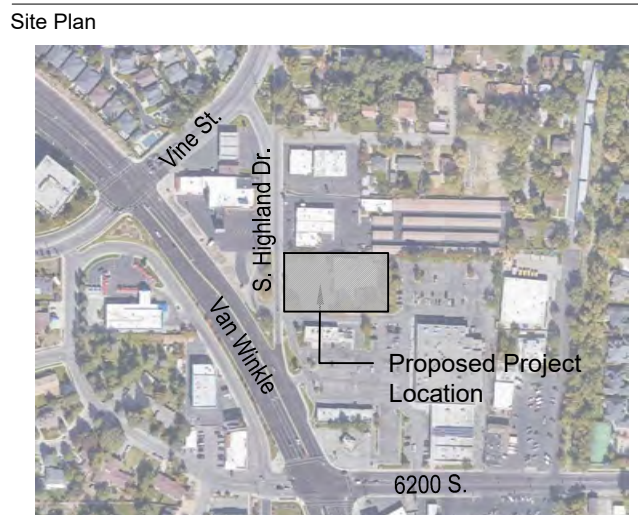 Site Plan
Vine St.
S. Highland Dr.
Van Winkle
Proposed Project
Location
6200 S.